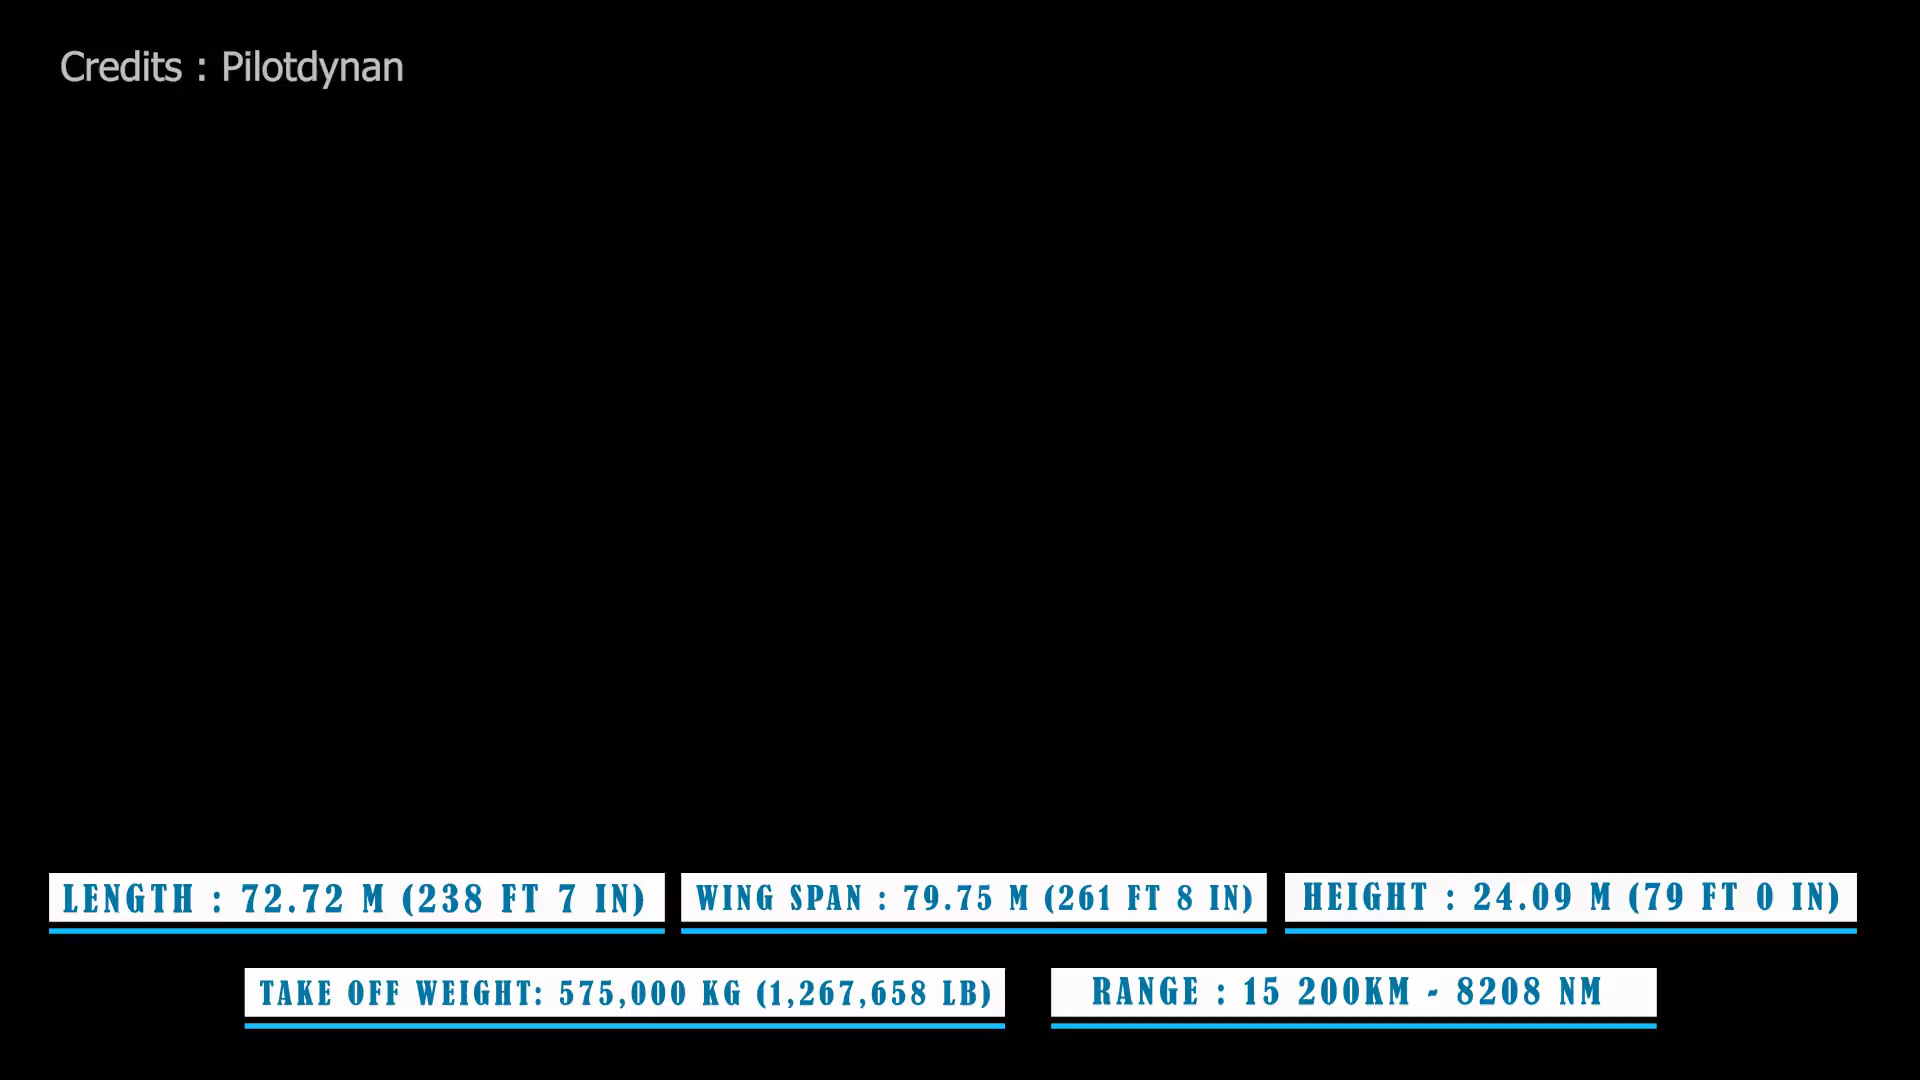 Credits : Pilotdynan
LENGTH : 72.72 M (238 FT 7 IN)
WING SPAN : 79.75 M (261 FT 8 IN)
HEIGHT : 24.09 M (79 FT 0 IN)
TAKE OFF WEIGHT: 575,000 KG (1,267,658 LB)
RANGE : 15 200KM - 8208 NM